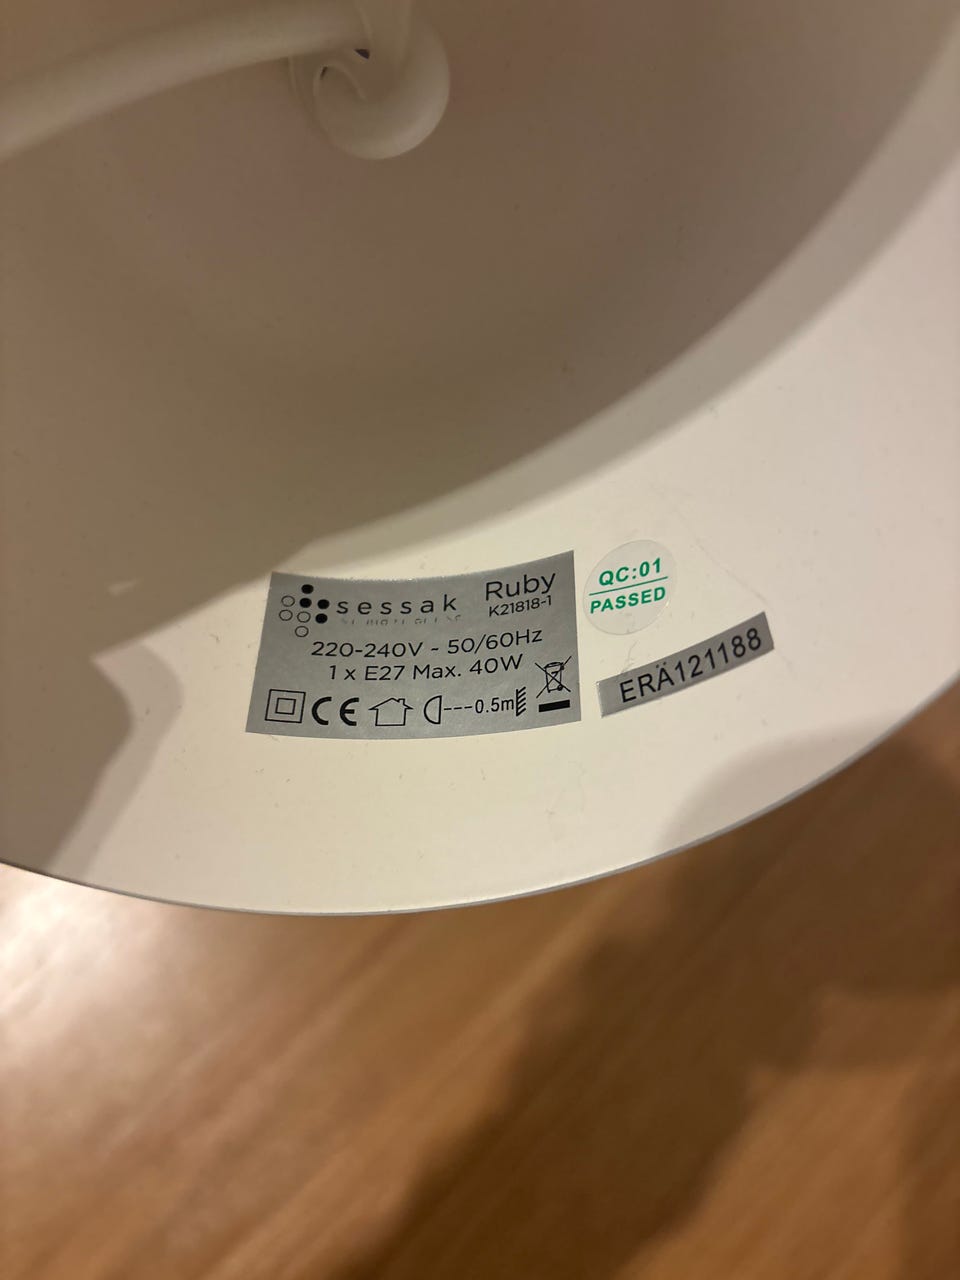 sessak
Ruby
K21818-1
220-240V ~ 50/60Hz
1 x E27 Max. 40W
CE
0.5m
QC:01
PASSED
ERÄ121188